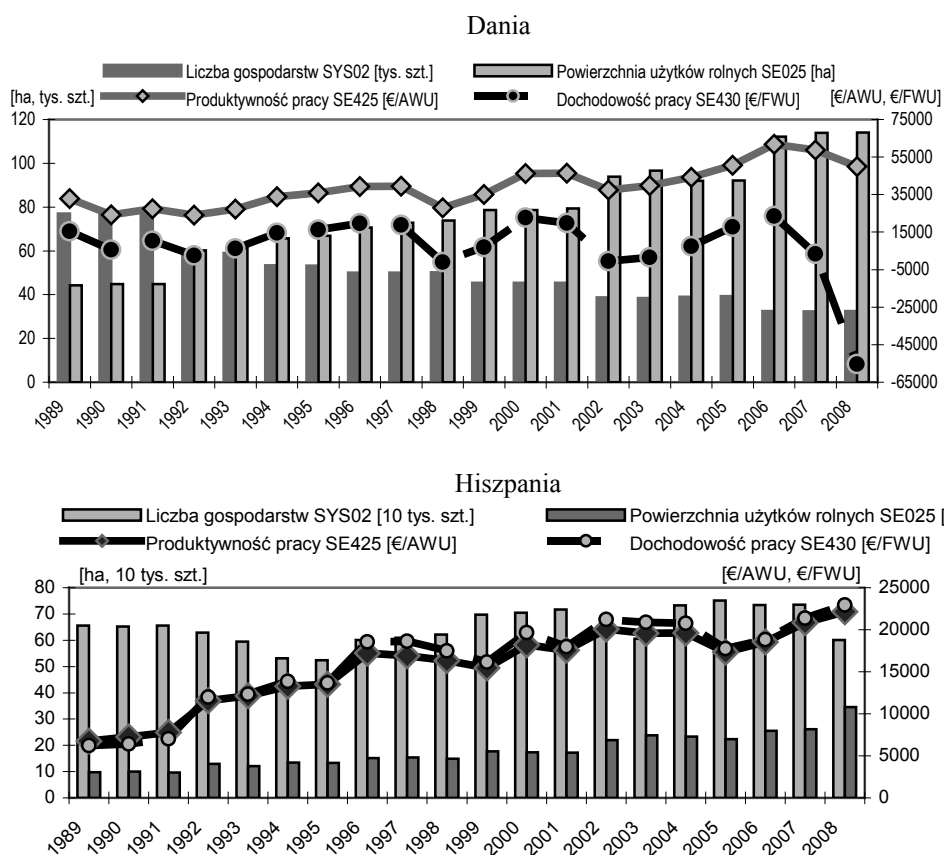 Dania
Liczba gospodarstw SYS02 [tys. szt.] Powierzchnia użytków rolnych SE025 [ha]
[ha, tys. szt.] Produktywność pracy SE425 [€/AWU] Dochodowość pracy SE430 [€/FWU] [€/AWU, €/FWU]
120 75000
100 55000
80 35000
60 15000
40 -5000
20 -25000
0 -45000
-65000
1989 1990 1991 1992 1993 1994 1995 1996 1997 1998 1999 2000 2001 2002 2003 2004 2005 2006 2007 2008
Hiszpania
Liczba gospodarstw SYS02 [10 tys. szt.] Powierzchnia użytków rolnych SE025 [
Produktywność pracy SE425 [€/AWU] Dochodowość pracy SE430 [€/FWU]
[ha, 10 tys. szt.] [€/AWU, €/FWU]
80 25000
70 20000
60 15000
50 10000
40 5000
30 0
20
10
0
1989 1990 1991 1992 1993 1994 1995 1996 1997 1998 1999 2000 2001 2002 2003 2004 2005 2006 2007 2008